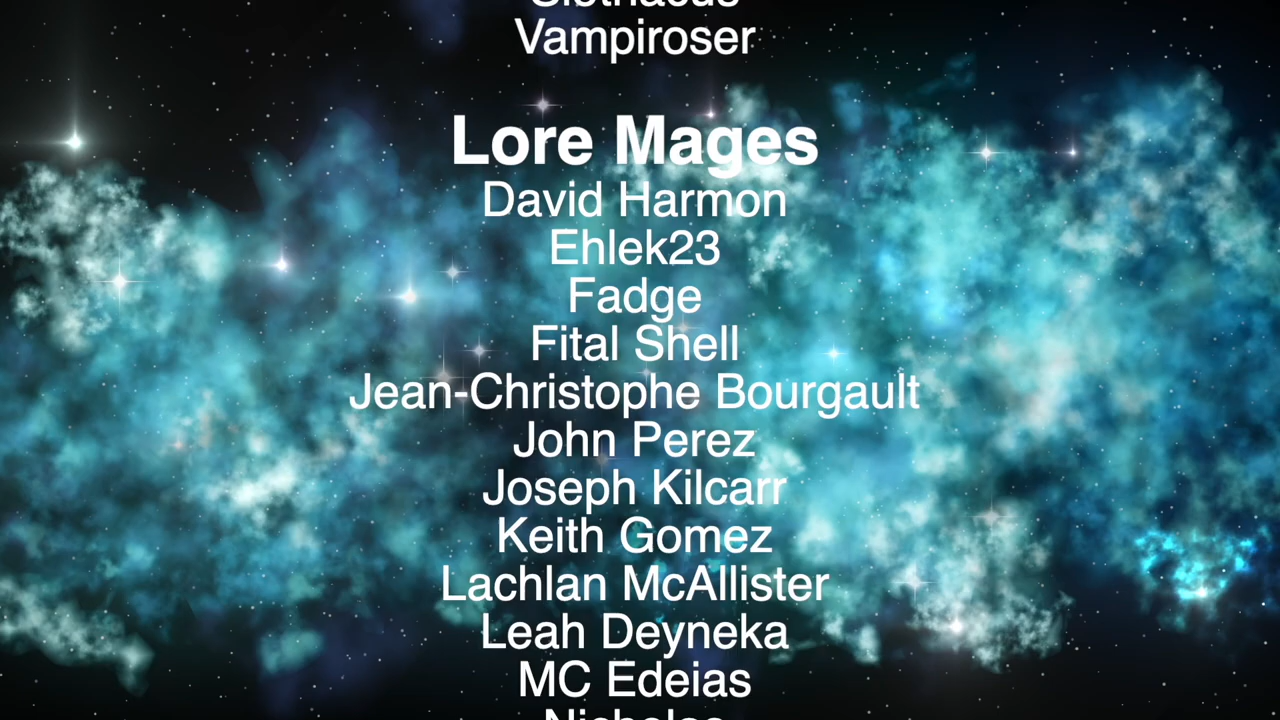 Vampiroser
Lore Mages
David Harmon
Ehlek23
Fadge
Fital Shell
Jean-Christophe Bourgault
John Perez
Joseph Kilcarr
Keith Gomez
Lachlan McAllister
Leah Deyneka
MC Edeias